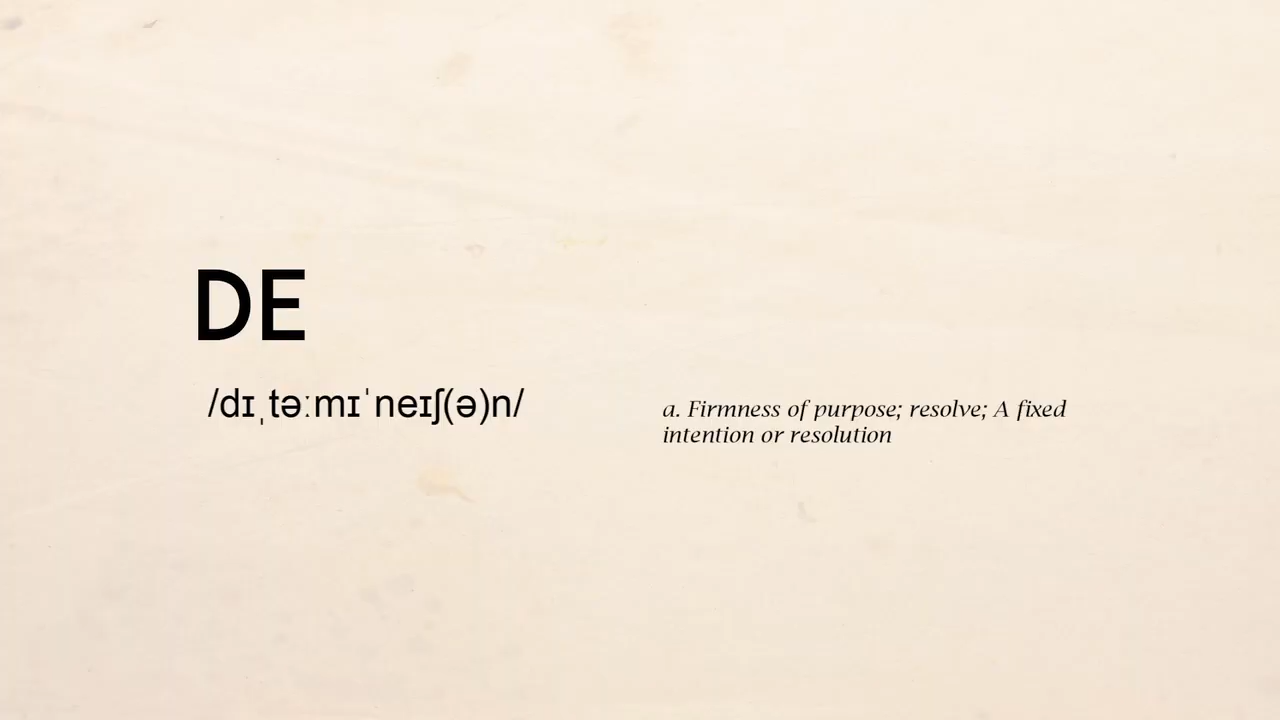 DE
/dɪˌtəːmɪˈneɪʃ(ə)n/
a. Firmness of purpose; resolve; A fixed
intention or resolution